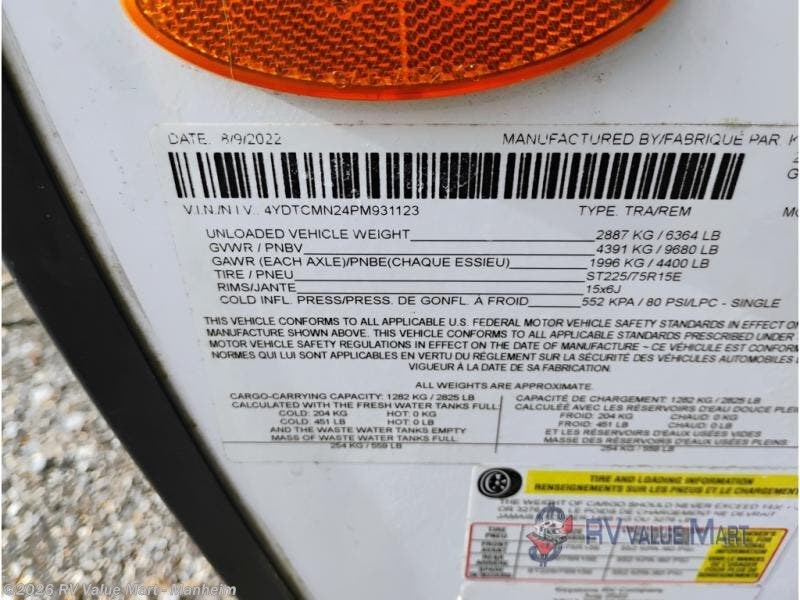 DATE. 8/9/2022 MANUFACTURED BY/FABRIQUÉ PAR. K
V.I.N./N.I.V.. 4YDTCMN24PM931123 TYPE. TRA/REM
UNLOADED VEHICLE WEIGHT 2887 KG / 6364 LB
GVWR / PNBV 4391 KG / 9680 LB
GAWR (EACH AXLE)/PNBE(CHAQUE ESSIEU) 1996 KG / 4400 LB
TIRE / PNEU ST225/75R15E
RIMS/JANTE 15x6J
COLD INFL. PRESS/PRESS. DE GONFL. À FROID 552 KPA / 80 PSI/LPC - SINGLE
THIS VEHICLE CONFORMS TO ALL APPLICABLE U.S. FEDERAL MOTOR VEHICLE SAFETY STANDARDS IN EFFECT ON
MANUFACTURE SHOWN ABOVE. THIS VEHICLE CONFORMS TO ALL APPLICABLE STANDARDS PRESCRIBED UNDER
MOTOR VEHICLE SAFETY REGULATIONS IN EFFECT ON THE DATE OF MANUFACTURE ~ CE VÉHICULE EST CONFORM
NORMES QUI LUI SONT APPLICABLES EN VERTU DU RÉGLEMENT SUR LA SÉCURITÉ DES VÉHICULES AUTOMOBILES
VIGUEUR À LA DATE DE SA FABRICATION.
ALL WEIGHTS ARE APPROXIMATE.
CARGO-CARRYING CAPACITY: 1282 KG / 2825 LB
CALCULATED WITH THE FRESH WATER TANKS FULL:
COLD: 204 KG HOT: 0 KG
COLD: 451 LB HOT: 0 LB
AND THE WASTE WATER TANKS EMPTY
MASS OF WASTE WATER TANKS FULL:
254 KG / 559 LB
CAPACITÉ DE CHARGEMENT: 1282 KG / 2825 LB
CALCULÉE AVEC LES RÉSERVOIRS D'EAU DOUCE PLEIN
FROID: 204 KG CHAUD: 0 KG
FROID: 451 LB CHAUD: 0 LB
ET LES RÉSERVOIRS D'EAUX USÉES VIDES
MASSE DES RÉSERVOIRS D'EAUX USÉES PLEINS
254 KG / 559 LB
TIRE AND LOADING INFORMATION
RENSEIGNEMENTS SUR LES PNEUS ET LE CHARGEMENT
THE WEIGHT OF CARGO SHOULD NEVER EXCEED
RV VALUE MART
©2026 RV Value Mart - Manheim